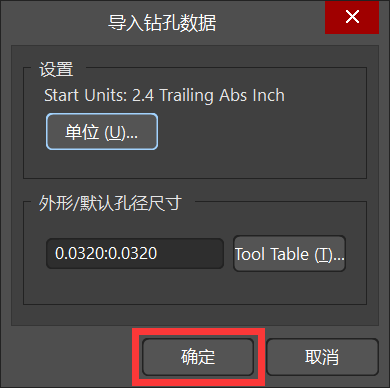 导入钻孔数据
设置
Start Units: 2.4 Trailing Abs Inch
单位 (U)...
外形/默认孔径尺寸
0.0320:0.0320
Tool Table (T)...
确定
取消